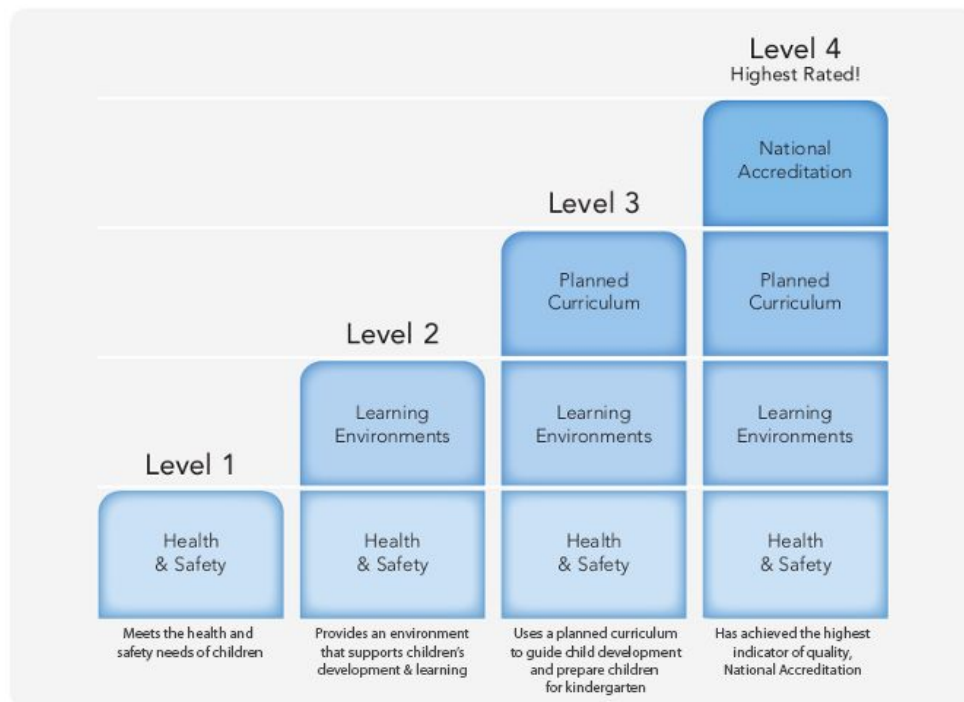 Level 4
Highest Rated!
National
Accreditation
Level 3
Planned
Curriculum
Planned
Curriculum
Level 2
Learning
Environments
Learning
Environments
Learning
Environments
Level 1
Health
& Safety
Health
& Safety
Health
& Safety
Health
& Safety
Meets the health and
safety needs of children
Provides an environment
that supports children's
development & learning
Uses a planned curriculum
to guide child development
and prepare children
for kindergarten
Has achieved the highest
indicator of quality,
National Accreditation